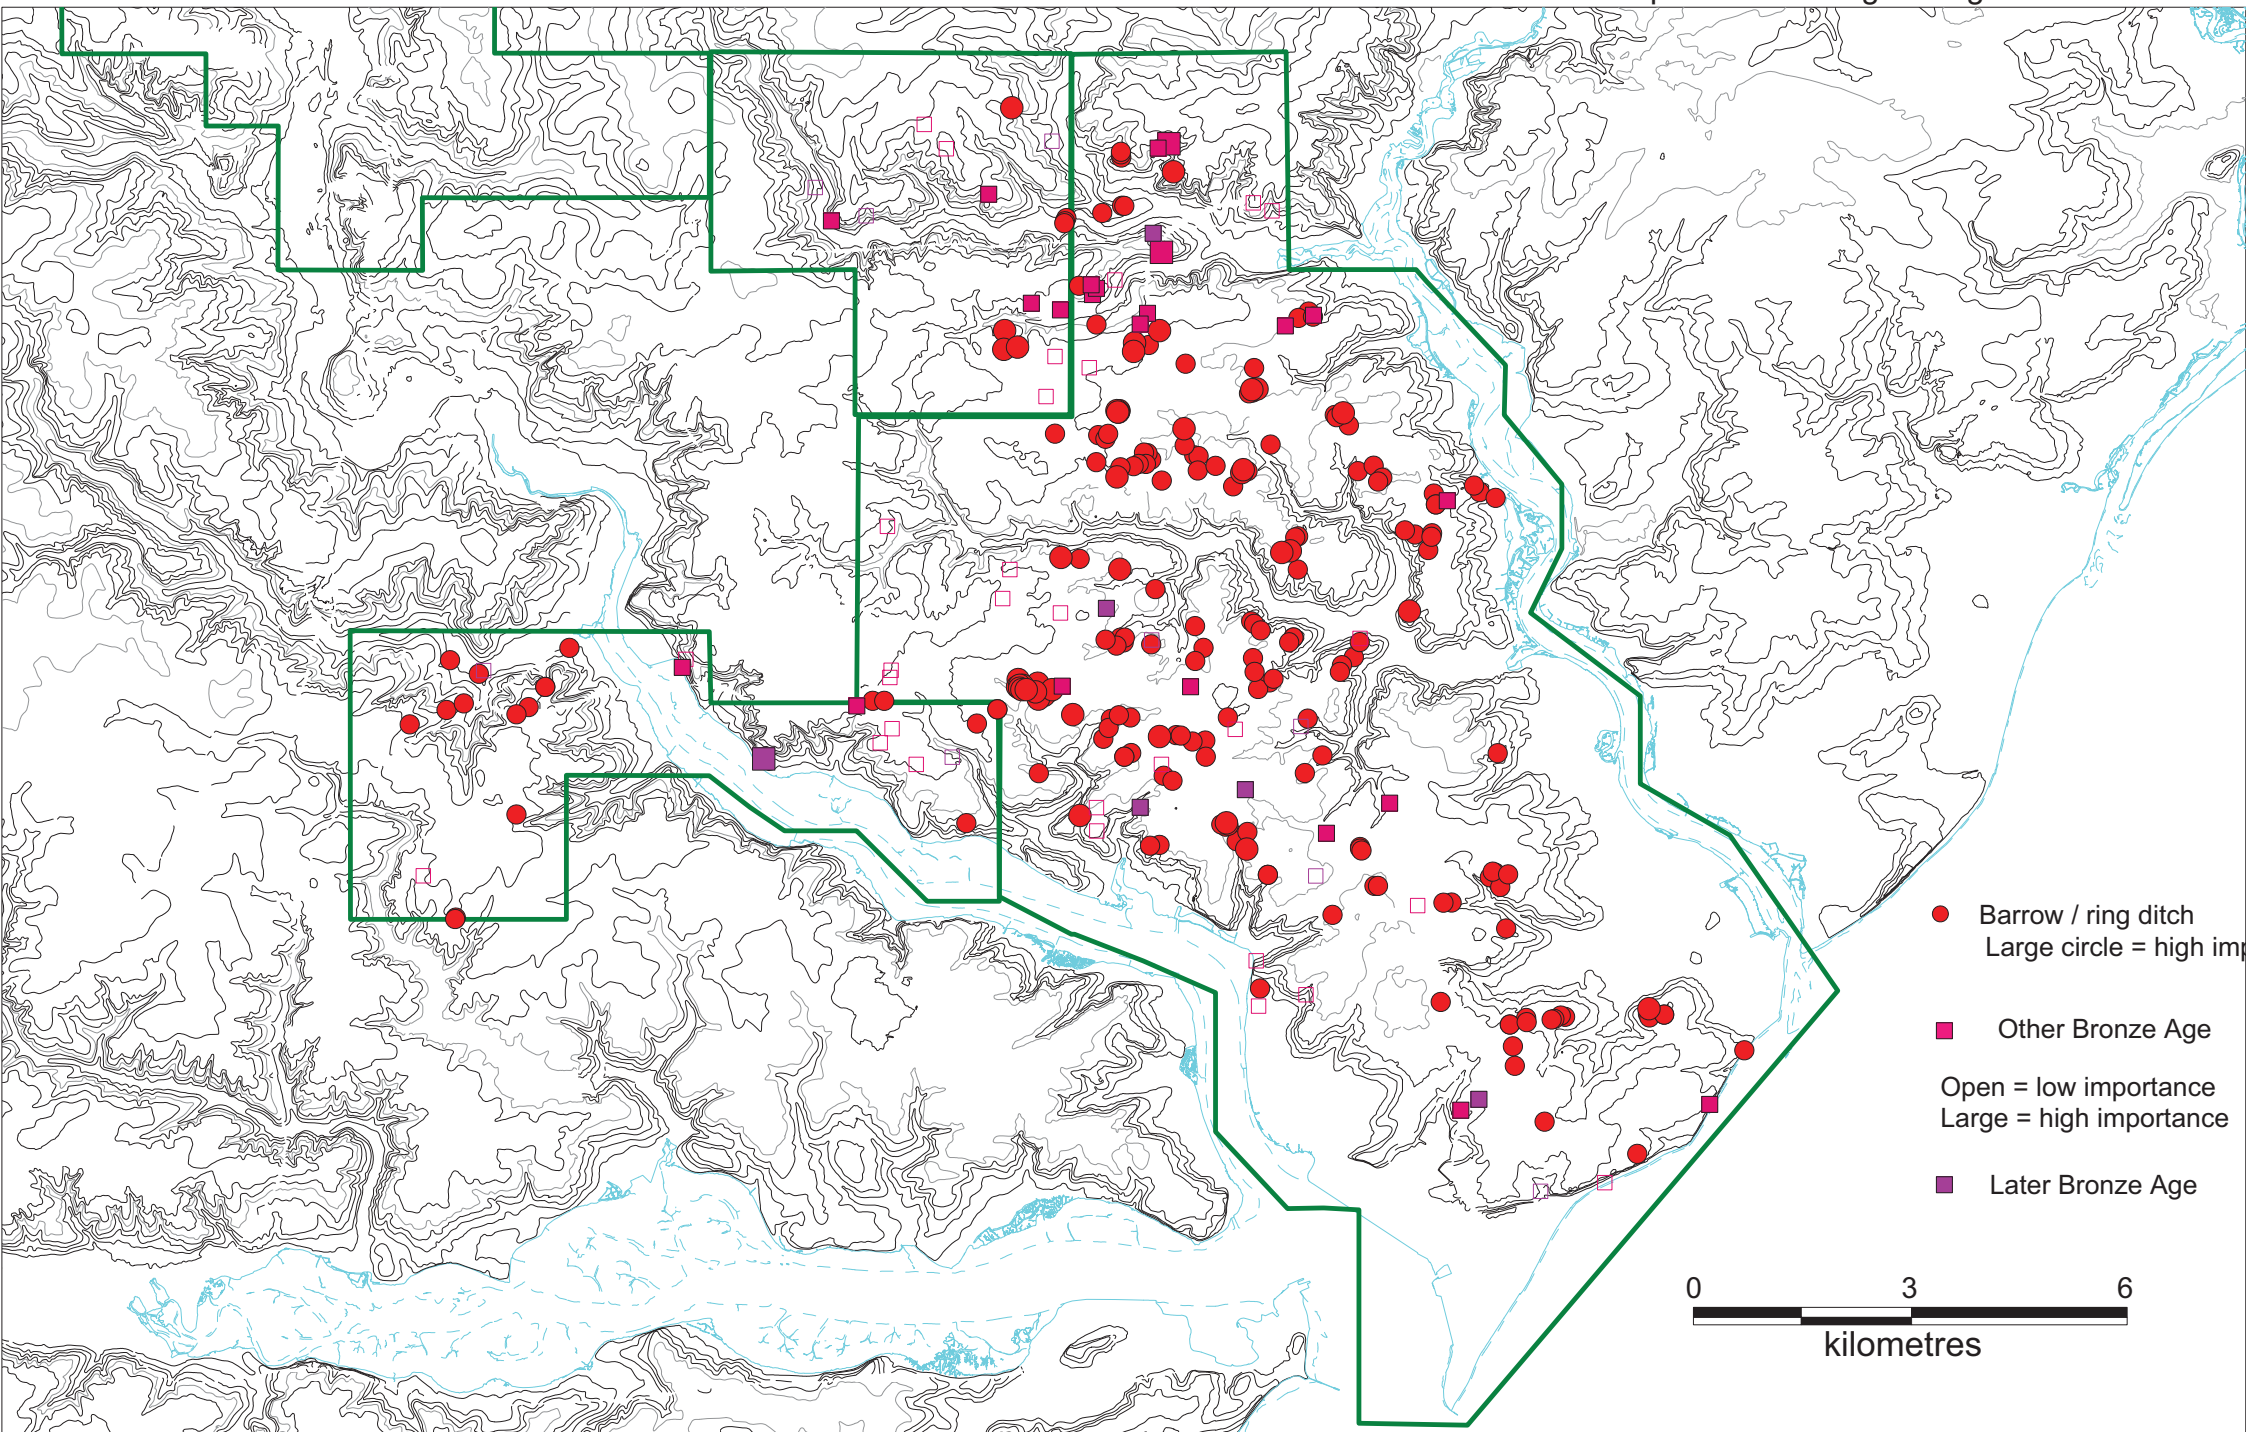 Barrow / ring ditch
Large circle = high imp
Other Bronze Age
Open = low importance
Large = high importance
Later Bronze Age
0 3 6
kilometres